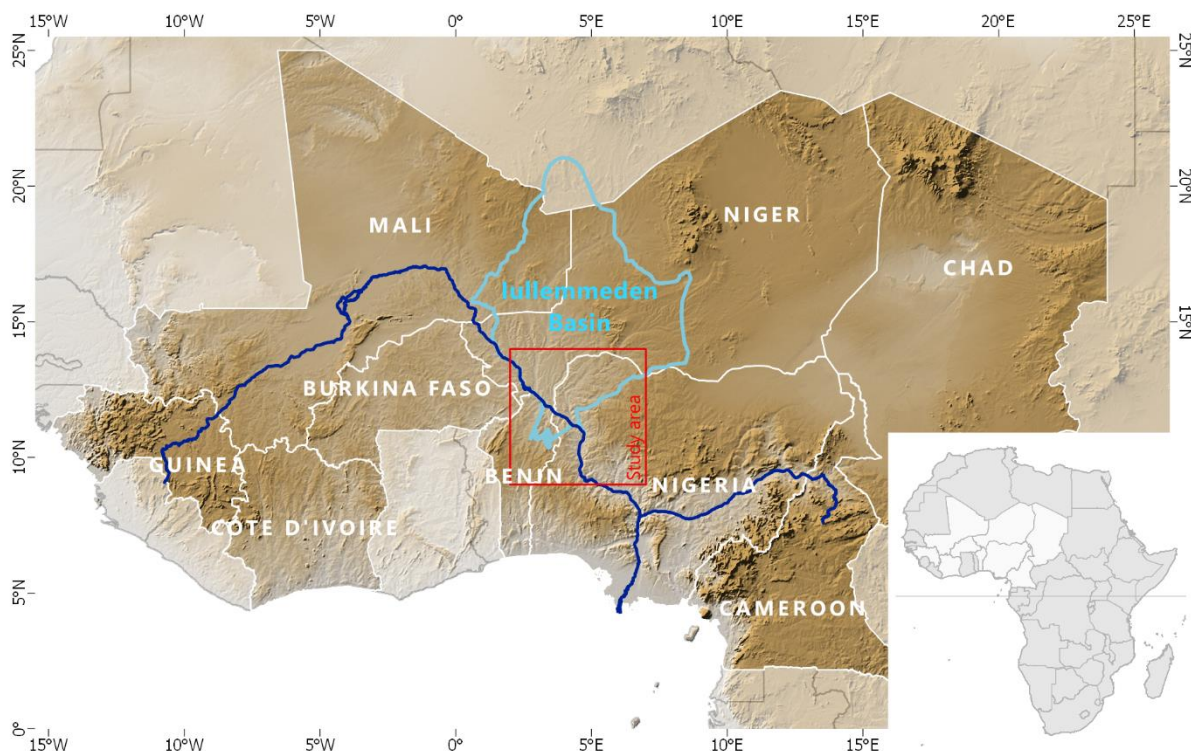 15°W 10°W 5°W 0° 5°E 10°E 15°E 20°E 25°E
25°N 25°N
20°N 20°N
MALI
NIGER
CHAD
Iullemmeden
Basin
15°N 15°N
BURKINA FASO
Study area
10°N
GUINEA
BENIN
NIGERIA
CÔTE D'IVOIRE
5°N
CAMEROON
0°
15°W 10°W 5°W 0° 5°E 10°E 15°E